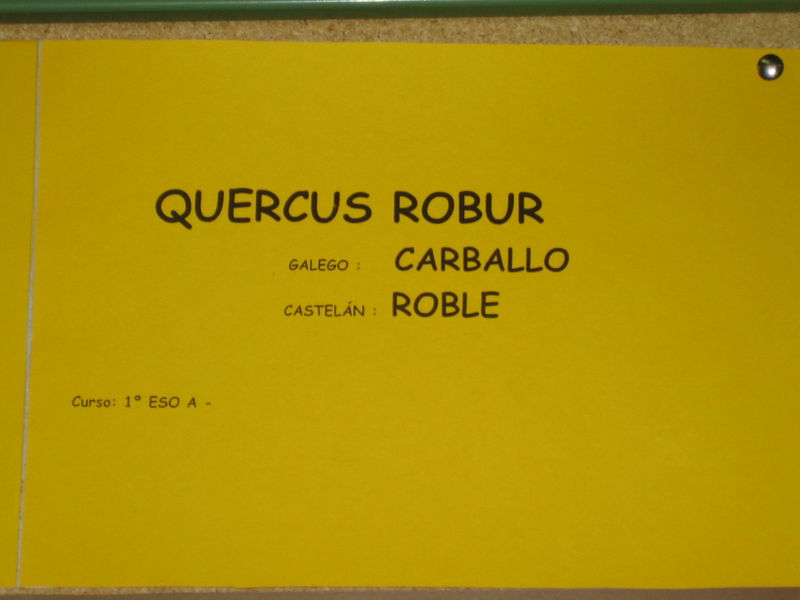 QUERCUS ROBUR
GALEGO : CARBALLO
CASTELÁN : ROBLE
Curso: 1º ESO A -